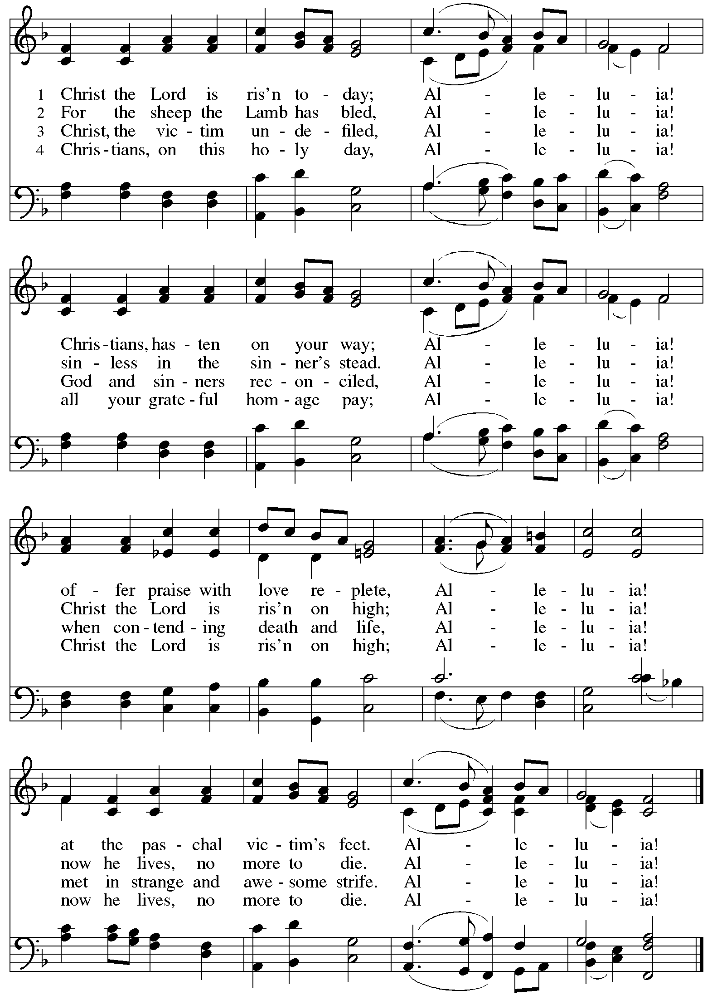 1 Christ the Lord is ris’n to - day; Al - le - lu - ia!
2 For the sheep the Lamb has bled, Al - le - lu - ia!
3 Christ, the vic - tim un - de - filed, Al - le - lu - ia!
4 Chris - tians, on this ho - ly day, Al - le - lu - ia!
Chris - tians, has - ten on your way; Al - le - lu - ia!
sin - less in the sin - ner’s stead. Al - le - lu - ia!
God and sin - ners rec - on - ciled, Al - le - lu - ia!
all your grate - ful hom - age pay; Al - le - lu - ia!
of - fer praise with love re - plete, Al - le - lu - ia!
Christ the Lord is ris’n on high; Al - le - lu - ia!
when con - tend - ing death and life, Al - le - lu - ia!
Christ the Lord is ris’n on high; Al - le - lu - ia!
at the pas - chal vic - tim’s feet. Al - le - lu - ia!
now he lives, no more to die. Al - le - lu - ia!
met in strange and awe - some strife. Al - le - lu - ia!
now he lives, no more to die. Al - le - lu - ia!